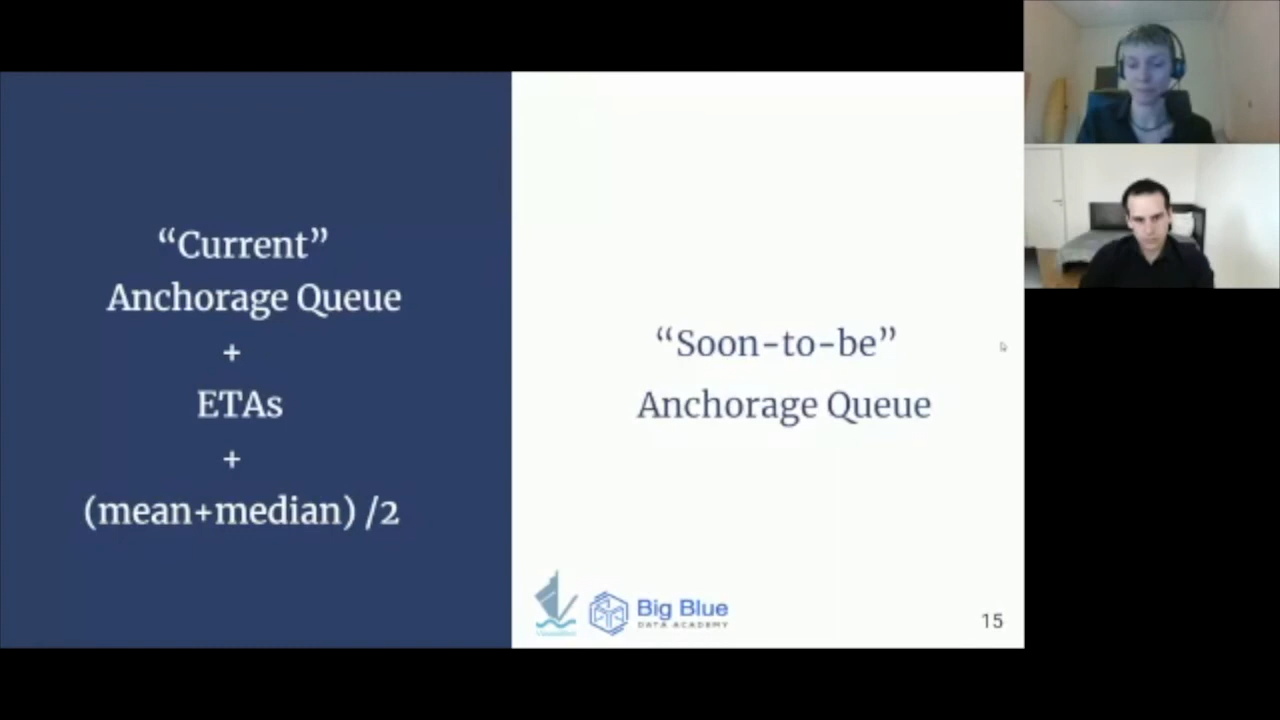 “Current”
Anchorage Queue
+
ETAs
+
(mean+median) /2
“Soon-to-be”
Anchorage Queue
Big Blue
DATA ACADEMY
15